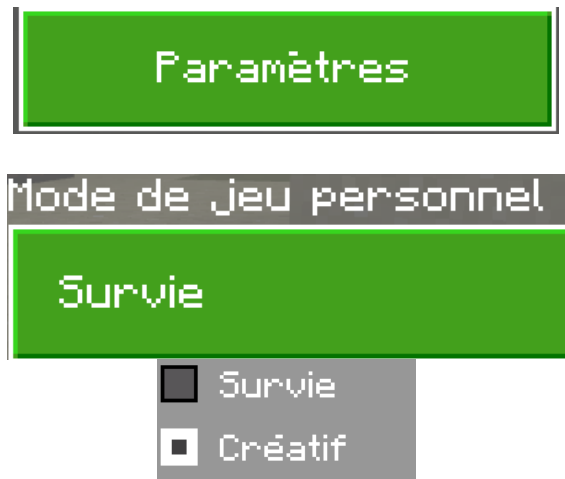 Paramètres
Mode de jeu personnel
Survie
Survie
Créatif